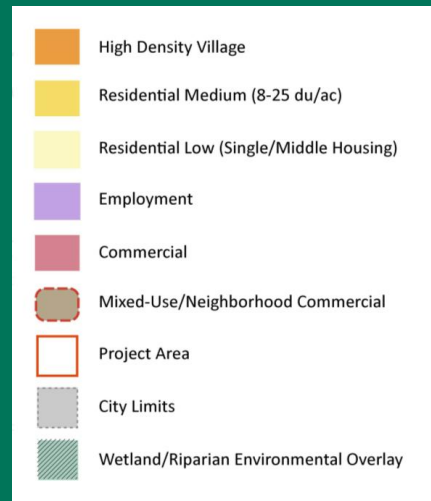 High Density Village
Residential Medium (8-25 du/ac)
Residential Low (Single/Middle Housing)
Employment
Commercial
Mixed-Use/Neighborhood Commercial
Project Area
City Limits
Wetland/Riparian Environmental Overlay